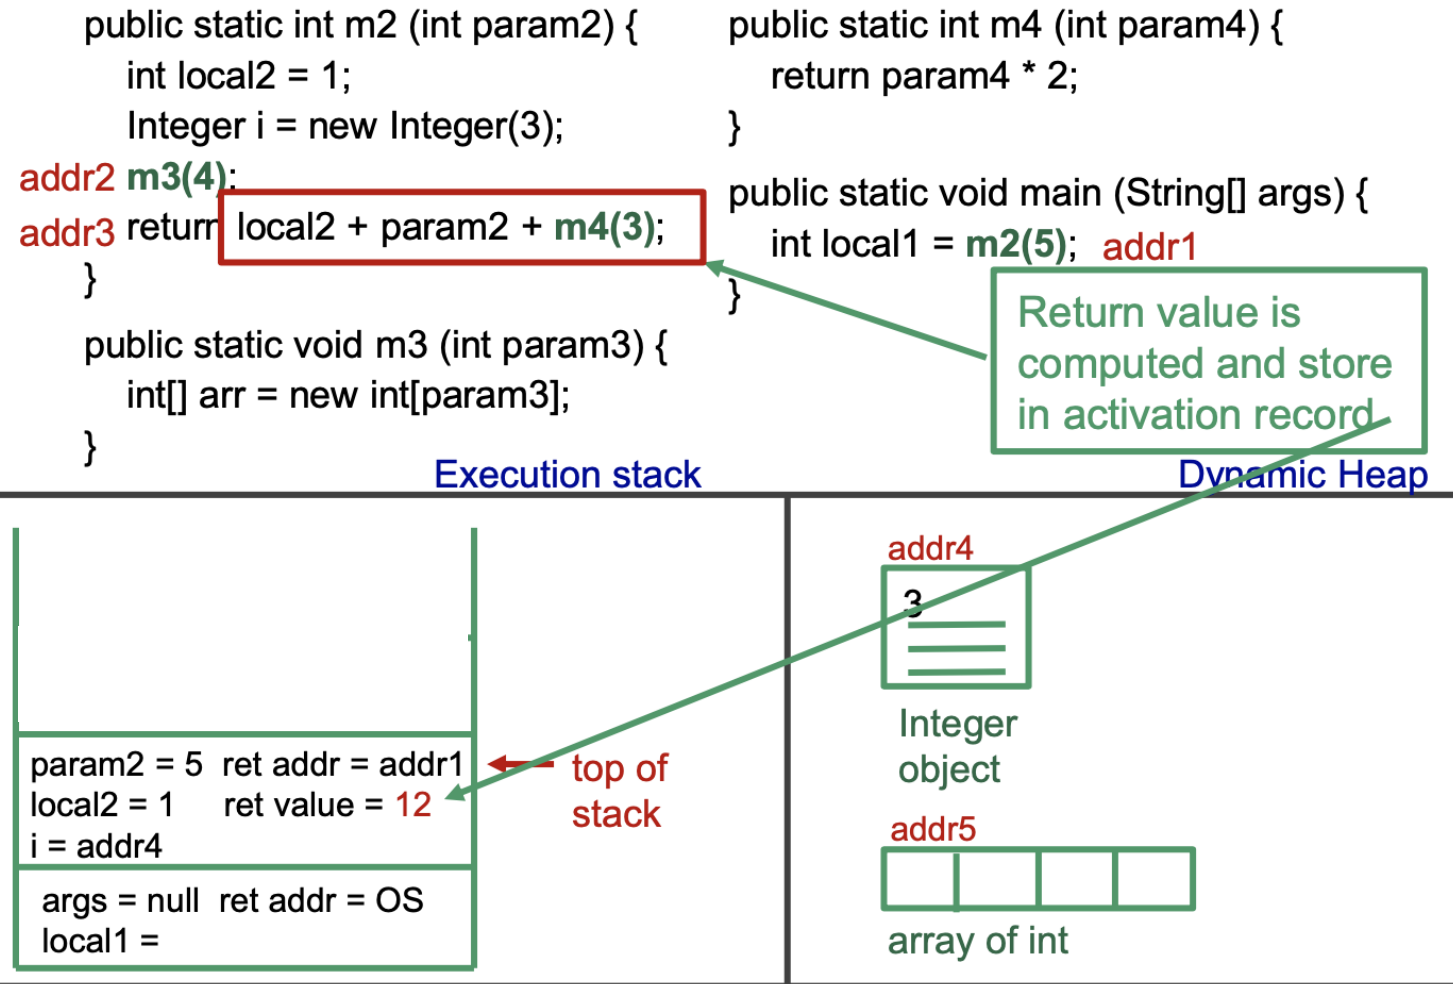 public static int m2 (int param2) {
int local2 = 1;
Integer i = new Integer(3);
addr2 m3(4);
addr3 return local2 + param2 + m4(3);
}
public static void m3 (int param3) {
int[] arr = new int[param3];
}
public static int m4 (int param4) {
return param4 * 2;
}
public static void main (String[] args) {
int local1 = m2(5); addr1
}
Return value is
computed and store
in activation record
Execution stack
Dynamic Heap
param2 = 5 ret addr = addr1
local2 = 1 ret value = 12
i = addr4
args = null ret addr = OS
local1 =
top of
stack
addr4
3
Integer
object
addr5
array of int